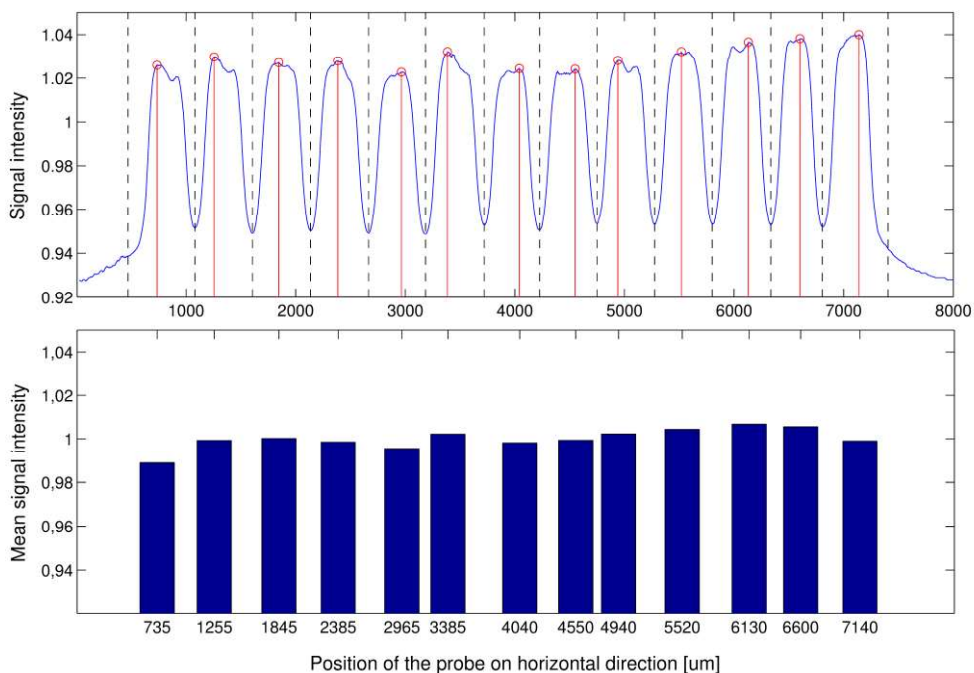 Signal intensity
1.04
1.02
1
0.98
0.96
0.94
0.92
1000 2000 3000 4000 5000 6000 7000 8000
Mean signal intensity
1,04
1,02
1
0,98
0,96
0,94
735 1255 1845 2385 2965 3385 4040 4550 4940 5520 6130 6600 7140
Position of the probe on horizontal direction [um]